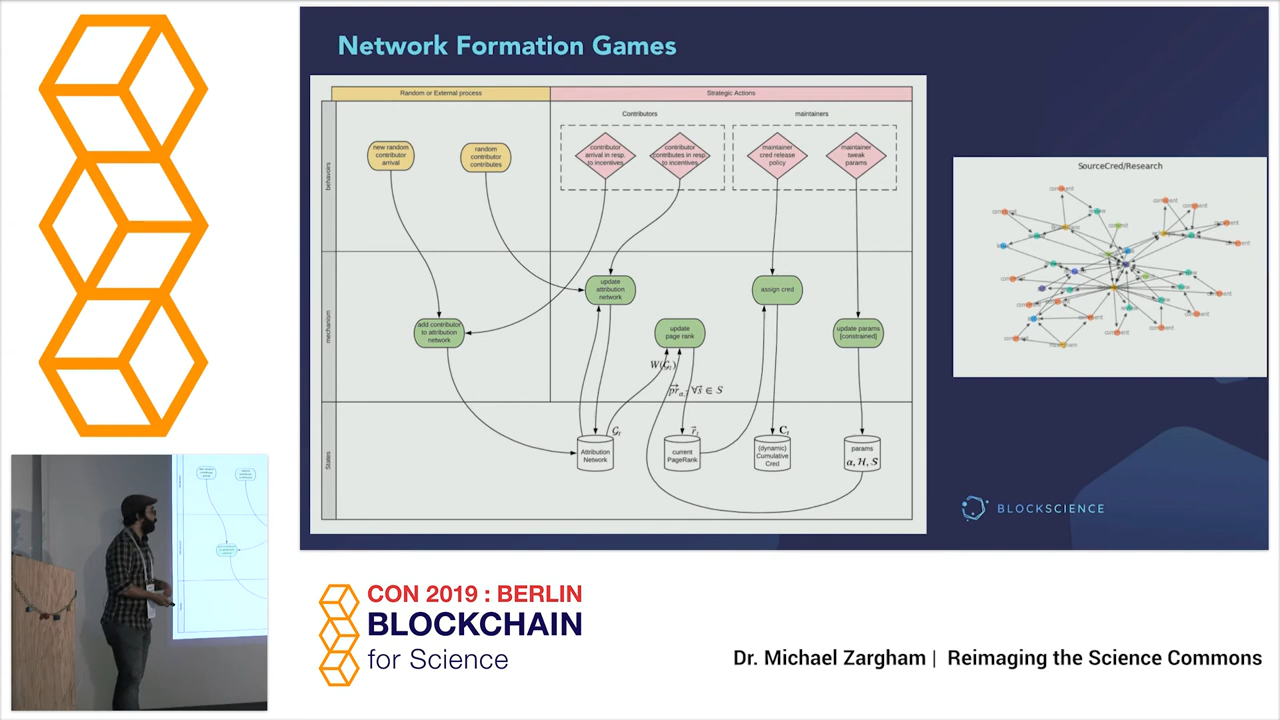 Network Formation Games
Random or External process
Strategic Actions
Contributors
maintainers
behaviors
new random
contributor
arrival
random
contributor
contributes
contributor
arrival in resp.
to incentives
contributor
contributes in resp.
to incentives
maintainer
cred release
policy
maintainer
tweak
params
mechanism
update
attribution
network
assign cred
add contributor
to attribution
network
update
page rank
update params
[constrained]
States
Attribution
Network
current
PageRank
(dynamic)
Cumulative
Cred
params
α, H, S
SourceCred/Research
BLOCKSCIENCE
CON 2019 : BERLIN
BLOCKCHAIN
for Science
Dr. Michael Zargham | Reimaging the Science Commons